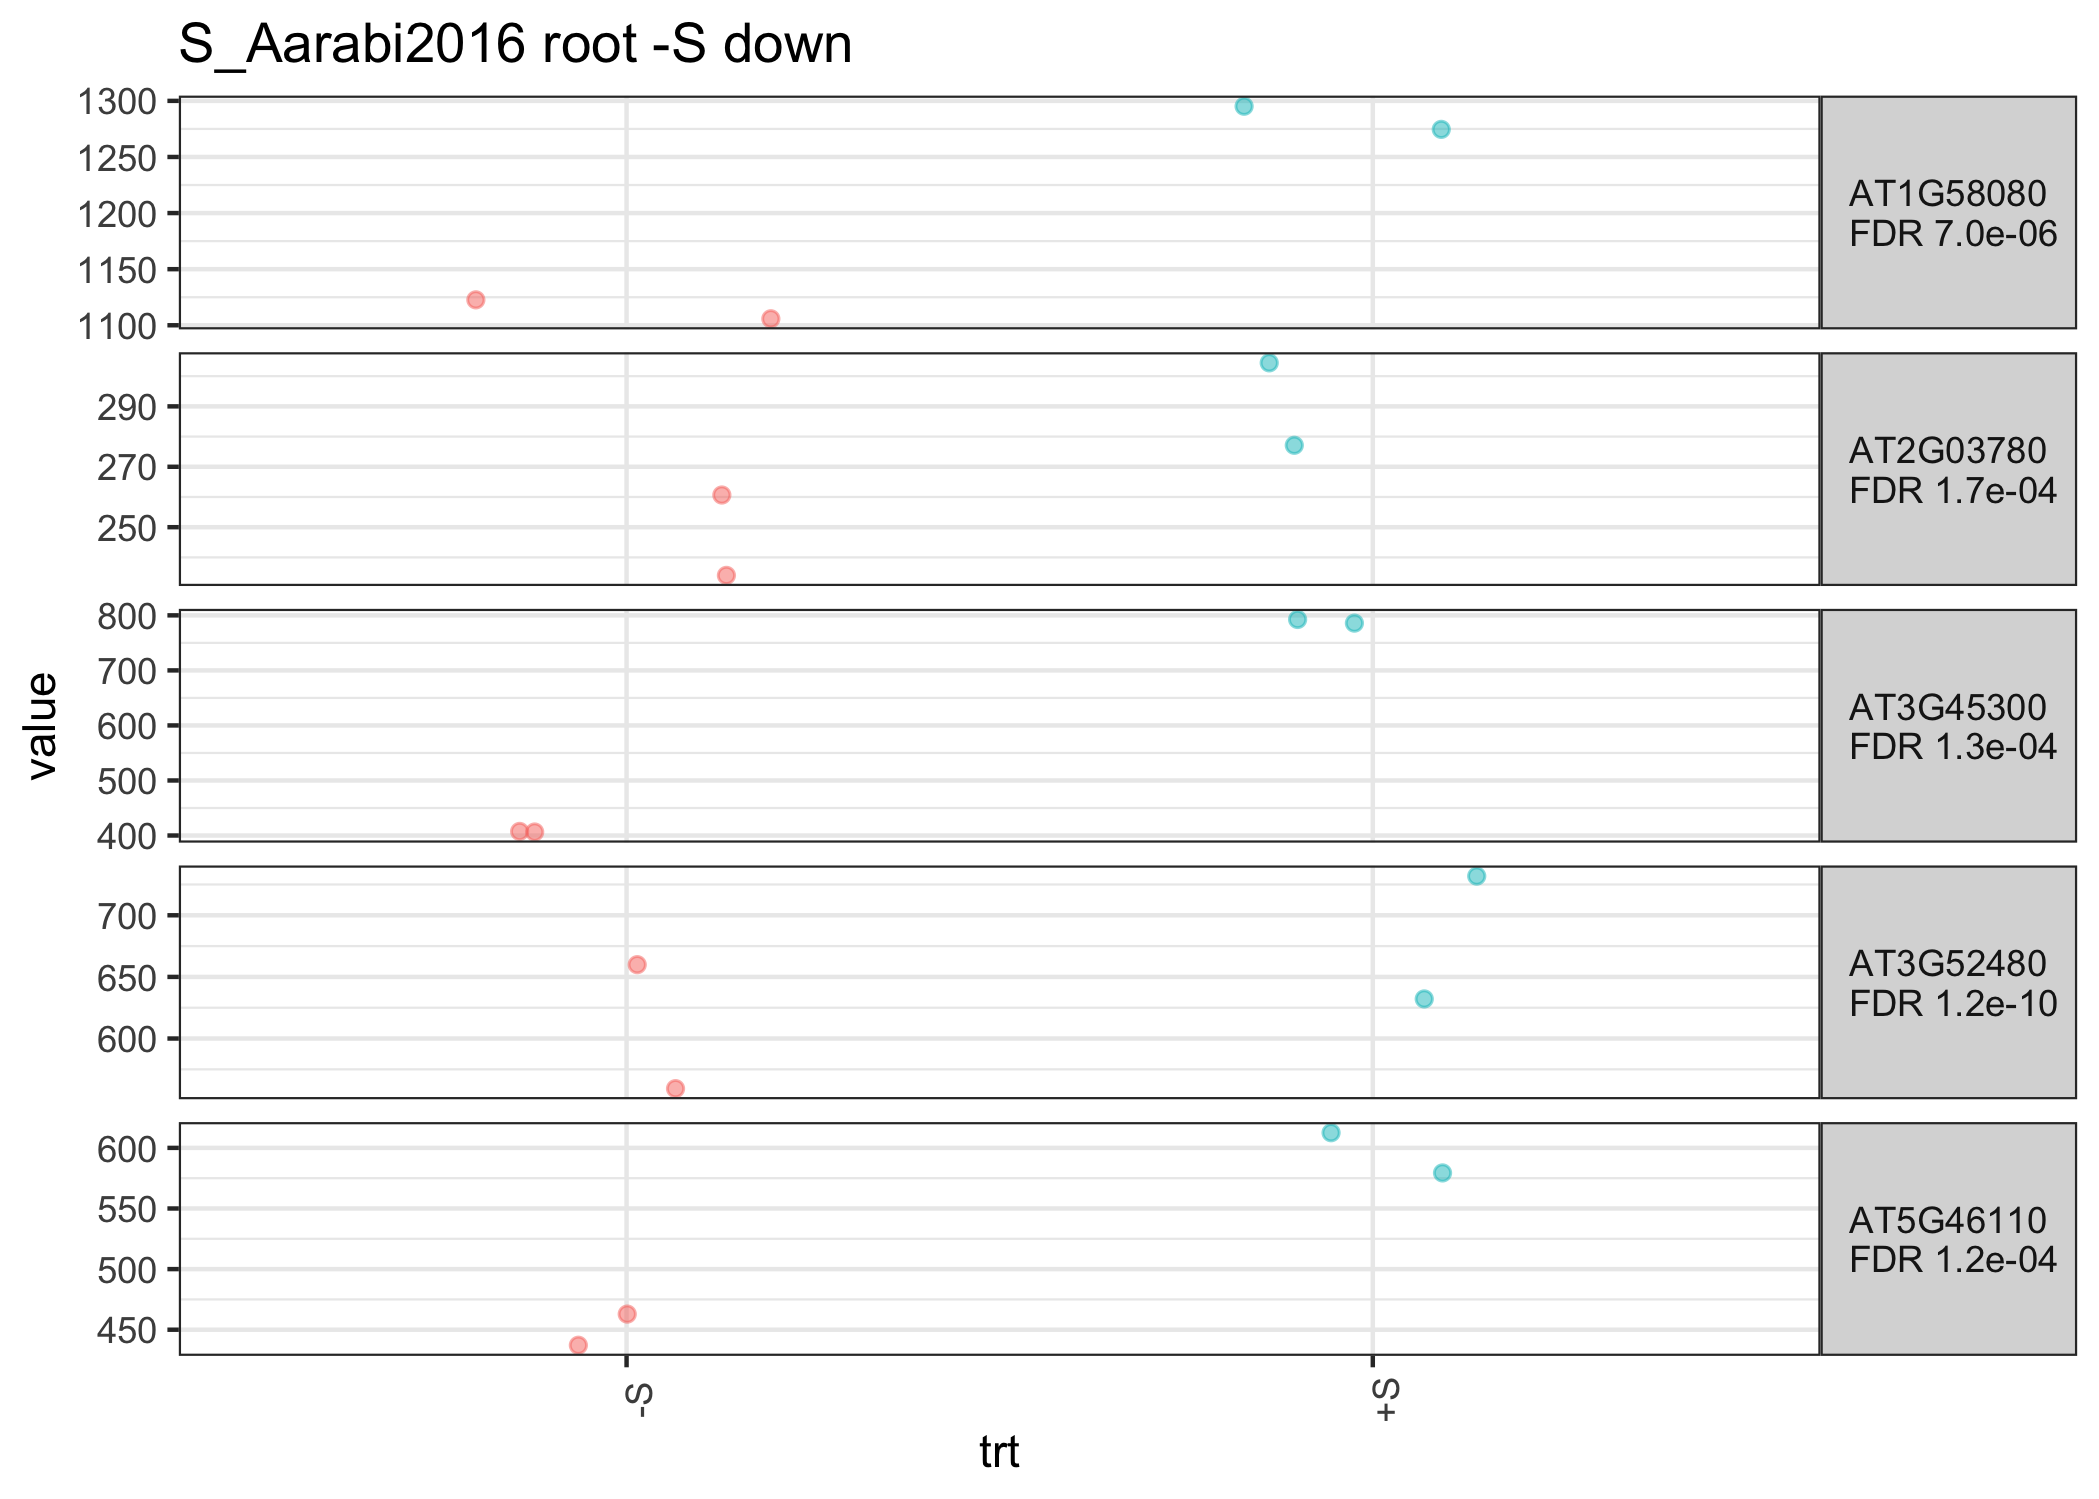 S_Aarabi2016 root -S down
value
1300
1250
1200
1150
1100
AT1G58080
FDR 7.0e-06
290
270
250
AT2G03780
FDR 1.7e-04
800
700
600
500
400
AT3G45300
FDR 1.3e-04
700
650
600
AT3G52480
FDR 1.2e-10
600
550
500
450
AT5G46110
FDR 1.2e-04
-S
+S
trt